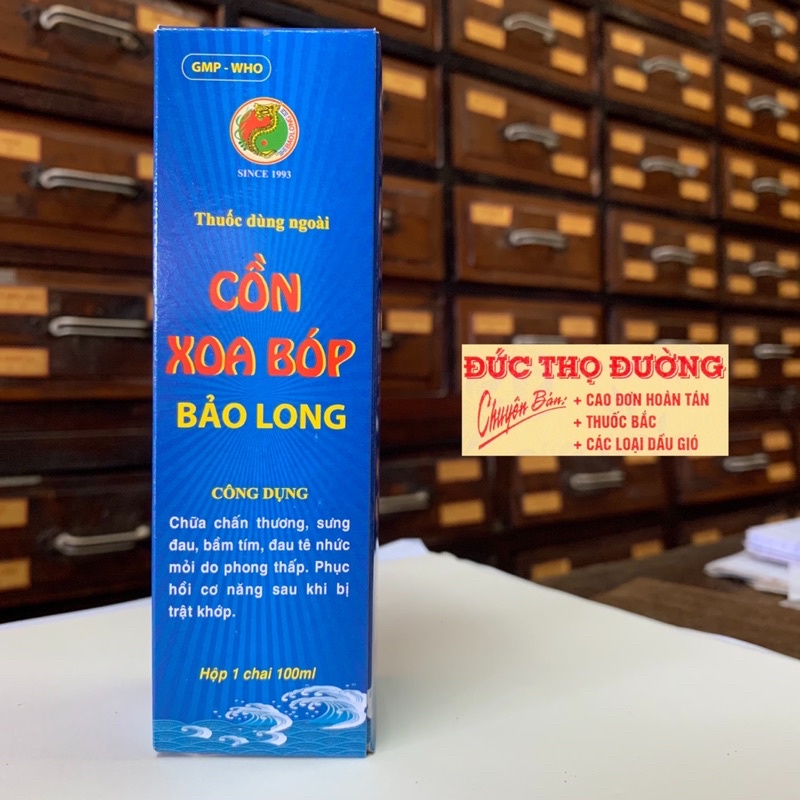 GMP - WHO
SINCE 1993
Thuốc dùng ngoài
CỒN
XOA BÓP
BẢO LONG
CÔNG DỤNG
Chữa chấn thương, sưng
đau, bầm tím, đau tê nhức
mỏi do phong thấp. Phục
hồi cơ năng sau khi bị
trật khớp.
Hộp 1 chai 100ml
ĐỨC THỌ ĐƯỜNG
Chuyên Bán: + CAO ĐƠN HOÀN TÁN
+ THUỐC BẮC
+ CÁC LOẠI DẦU GIÓ